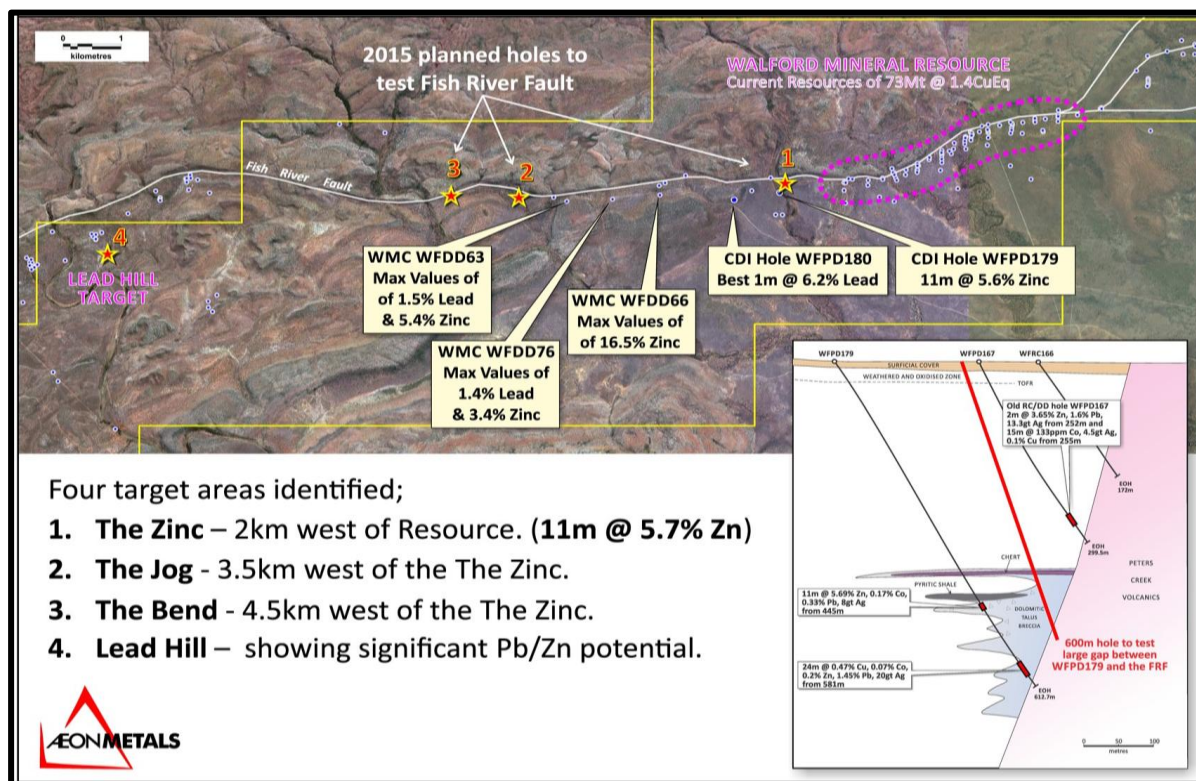 0 1
kilometres
2015 planned holes to
test Fish River Fault
WALFORD MINERAL RESOURCE
Current Resources of 73Mt @ 1.4CuEq
1
3
2
Fish River Fault
4
LEAD HILL
TARGET
WMC WFDD63
Max Values of
of 1.5% Lead
& 5.4% Zinc
WMC WFDD76
Max Values of
1.4% Lead
& 3.4% Zinc
WMC WFDD66
Max Values of
of 16.5% Zinc
CDI Hole WFPD180
Best 1m @ 6.2% Lead
CDI Hole WFPD179
11m @ 5.6% Zinc
Four target areas identified;
1. The Zinc – 2km west of Resource. (11m @ 5.7% Zn)
2. The Jog - 3.5km west of the The Zinc.
3. The Bend - 4.5km west of the The Zinc.
4. Lead Hill – showing significant Pb/Zn potential.
ÆONMETALS
WFPD179 WFPD167 WFRC166
SURFICIAL COVER
WEATHERED AND OXIDISED ZONE
TOFR
Old RC/DD hole WFPD167
2m @ 3.65% Zn, 1.6% Pb,
13.3gt Ag from 252m and
15m @ 133ppm Co, 4.5gt Ag,
0.1% Cu from 255m
EOH
172m
EOH
299.5m
PETERS
CREEK
VOLCANICS
CHERT
PYRITIC SHALE
11m @ 5.69% Zn, 0.17% Co,
0.33% Pb, 8gt Ag
from 445m
DOLOMITIC
TALUS
BRECCIA
600m hole to test
large gap between
WFPD179 and the FRF
24m @ 0.47% Cu, 0.07% Co,
0.2% Zn, 1.45% Pb, 20gt Ag
from 581m
EOH
612.7m
0 50 100
metres